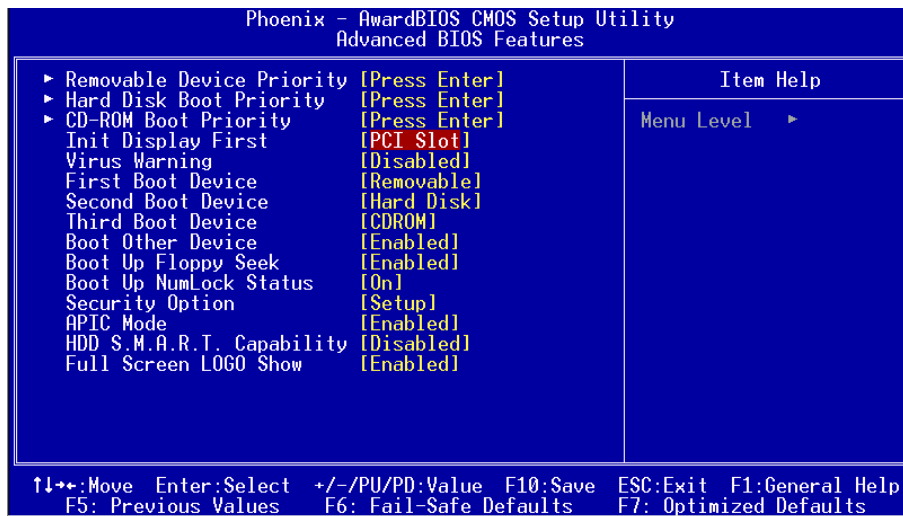 Phoenix - AwardBIOS CMOS Setup Utility
Advanced BIOS Features
► Removable Device Priority [Press Enter]
► Hard Disk Boot Priority [Press Enter]
► CD-ROM Boot Priority [Press Enter]
Init Display First [PCI Slot]
Virus Warning [Disabled]
First Boot Device [Removable]
Second Boot Device [Hard Disk]
Third Boot Device [CDROM]
Boot Other Device [Enabled]
Boot Up Floppy Seek [Enabled]
Boot Up NumLock Status [On]
Security Option [Setup]
APIC Mode [Enabled]
HDD S.M.A.R.T. Capability [Disabled]
Full Screen LOGO Show [Enabled]
Item Help
Menu Level ►
↑↓→←:Move Enter:Select +/-/PU/PD:Value F10:Save ESC:Exit F1:General Help
F5: Previous Values F6: Fail-Safe Defaults F7: Optimized Defaults